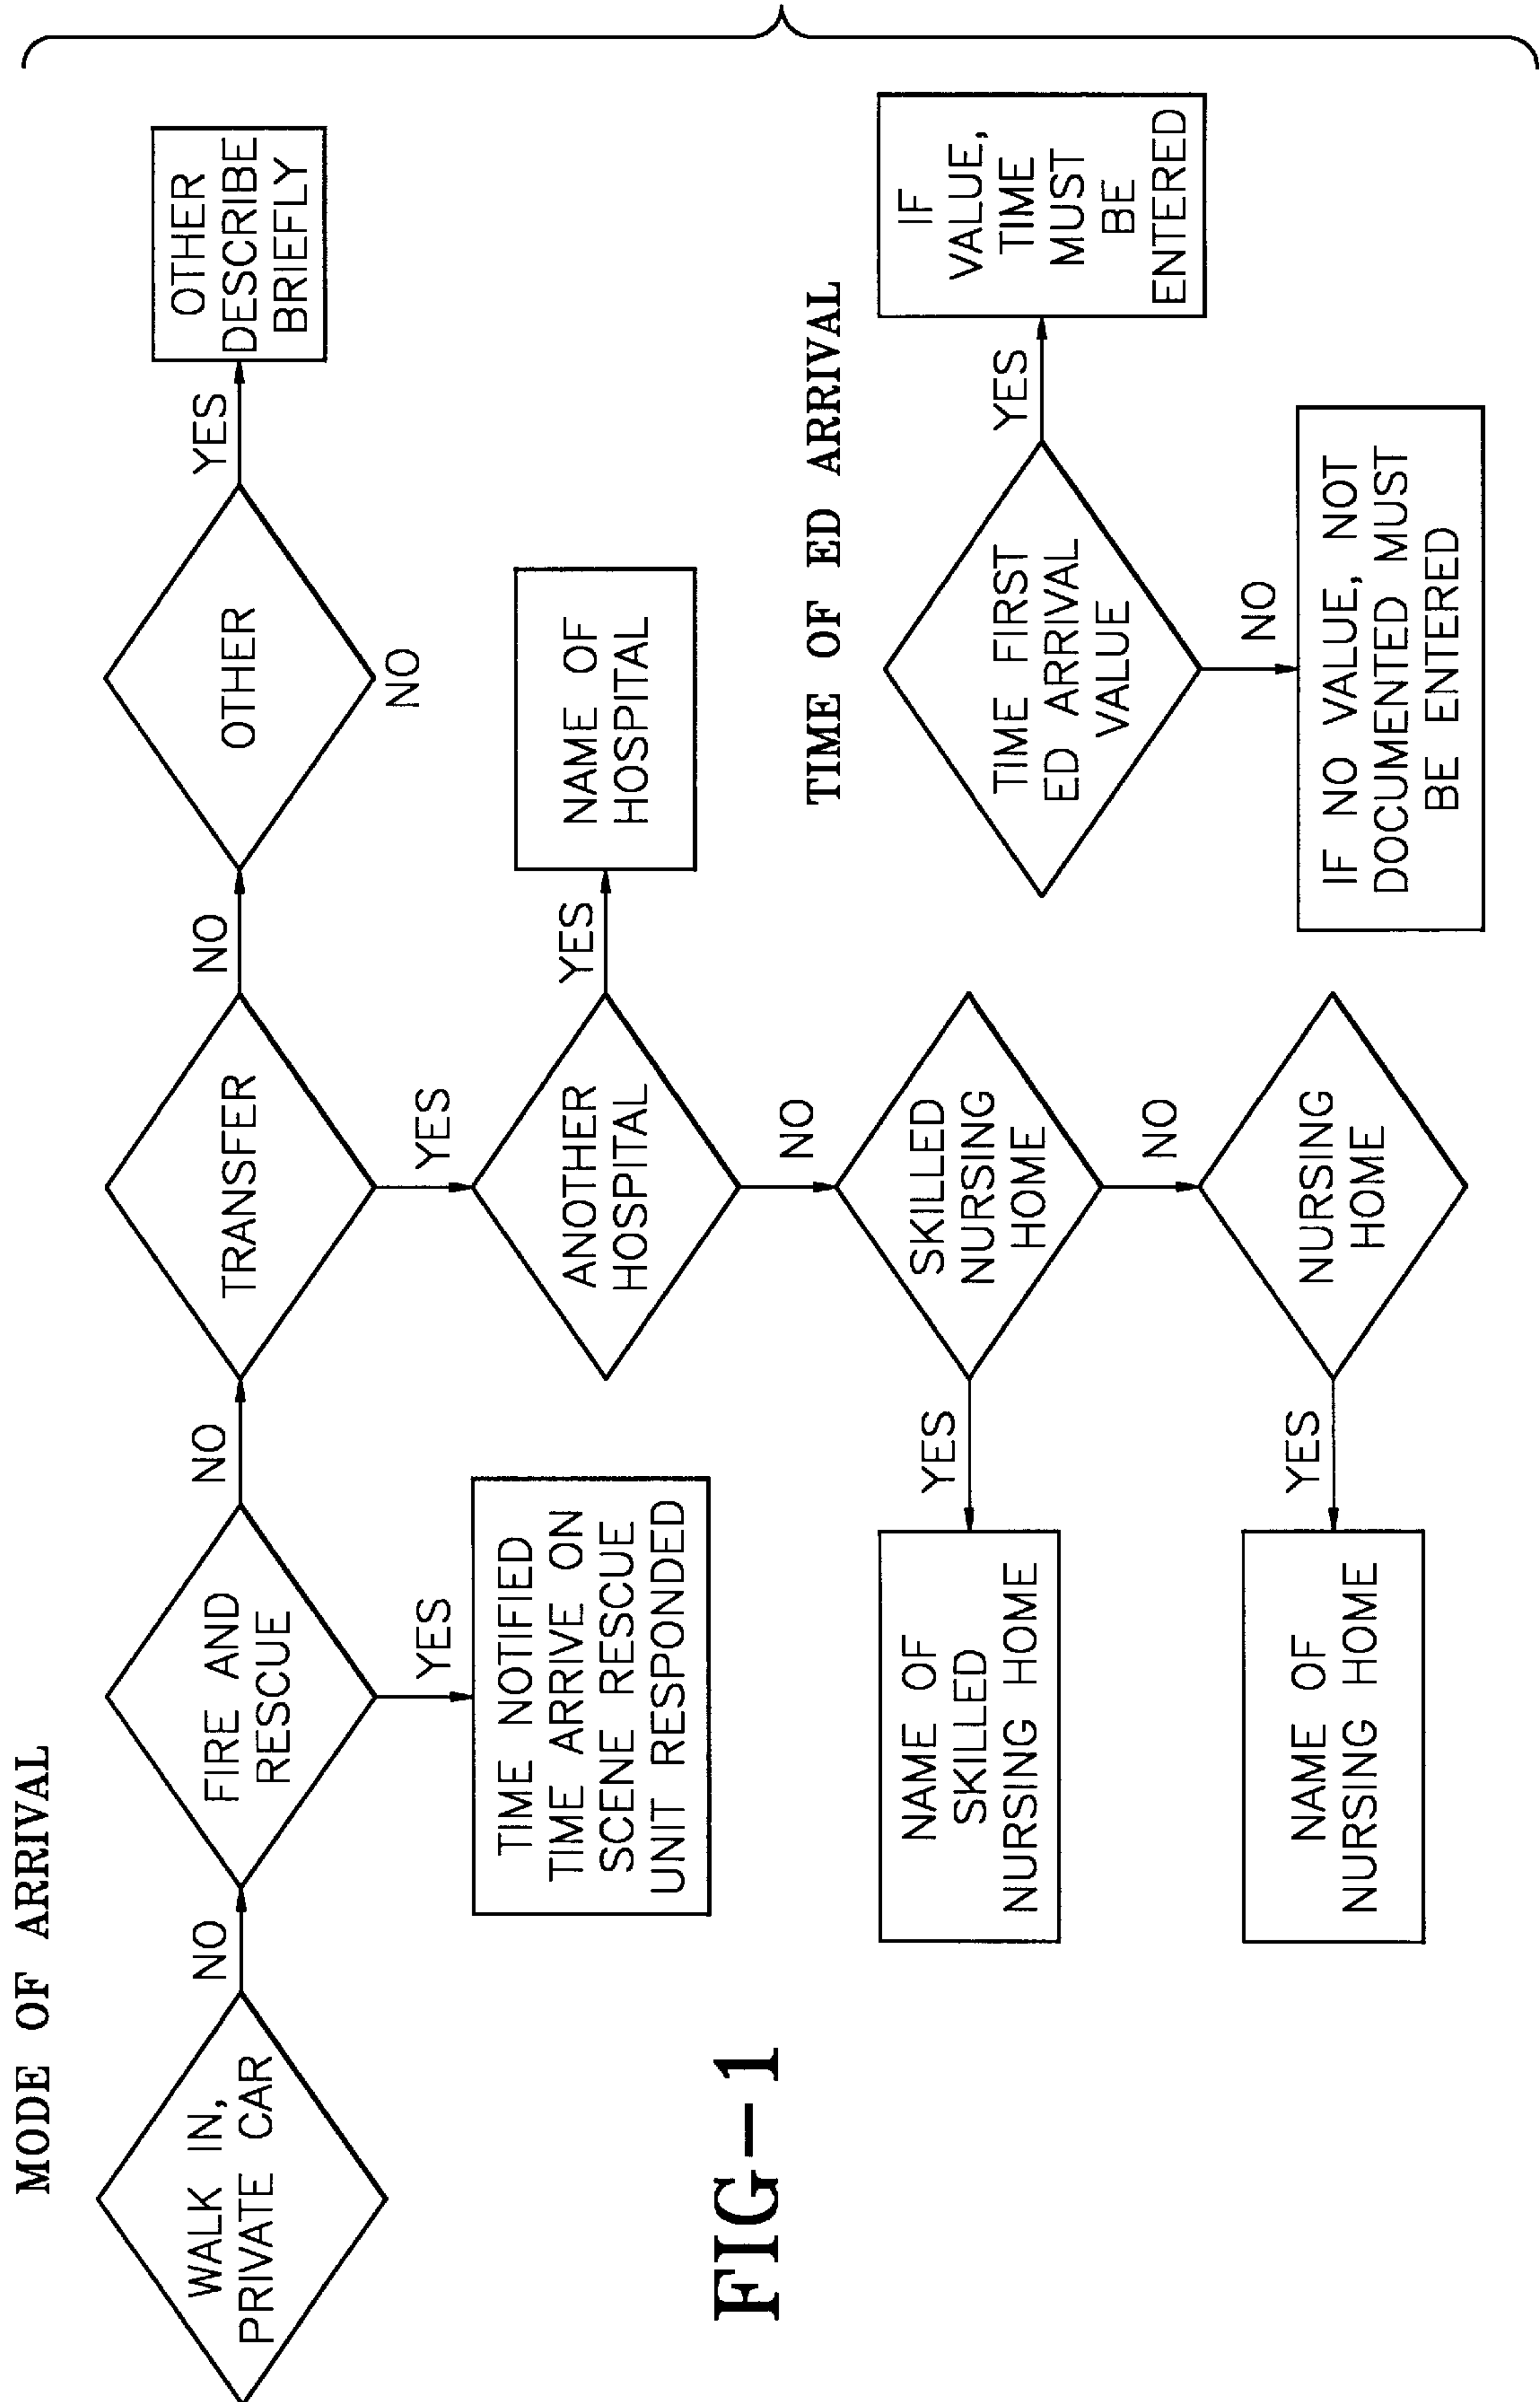 MODE OF ARRIVAL
WALK IN,
PRIVATE CAR
NO
FIRE AND
RESCUE
NO
TRANSFER
NO
OTHER
YES
OTHER
DESCRIBE
BRIEFLY
NO
YES
TIME NOTIFIED
TIME ARRIVE ON
SCENE RESCUE
UNIT RESPONDED
YES
ANOTHER
HOSPITAL
YES
NAME OF
HOSPITAL
NO
SKILLED
NURSING
HOME
YES
NAME OF
SKILLED
NURSING HOME
NO
NURSING
HOME
YES
NAME OF
NURSING HOME
TIME OF ED ARRIVAL
TIME FIRST
ED ARRIVAL
VALUE
YES
IF
VALUE,
TIME
MUST
BE
ENTERED
NO
IF NO VALUE, NOT
DOCUMENTED MUST
BE ENTERED
FIG-1